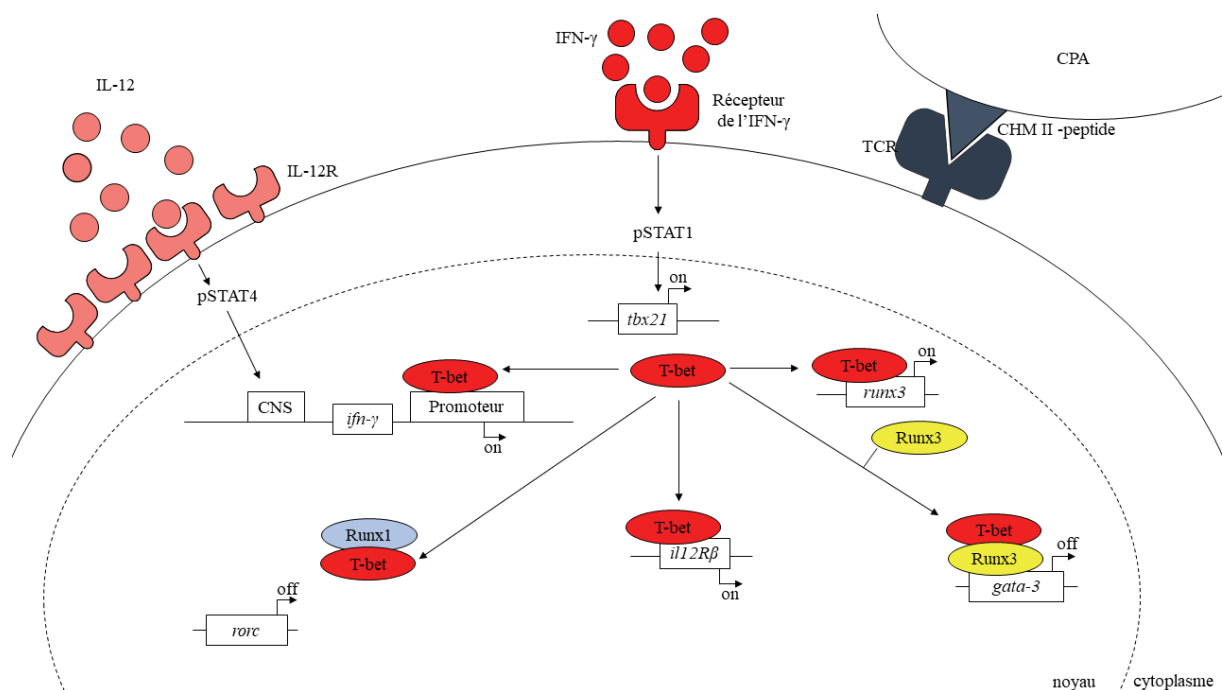 IFN-γ
CPA
IL-12
Récepteur
de l'IFN-γ
CHM II -peptide
TCR
IL-12R
pSTAT1
pSTAT4
on
tbx21
T-bet
T-bet
T-bet
on
runx3
CNS
ifn-γ
Promoteur
on
Runx3
Runx1
T-bet
T-bet
il12Rβ
on
T-bet
Runx3
off
gata-3
off
rorc
noyau
cytoplasme